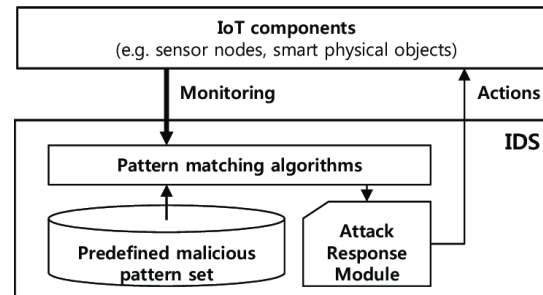 IoT components
(e.g. sensor nodes, smart physical objects)
Monitoring
Actions
IDS
Pattern matching algorithms
Predefined malicious
pattern set
Attack
Response
Module